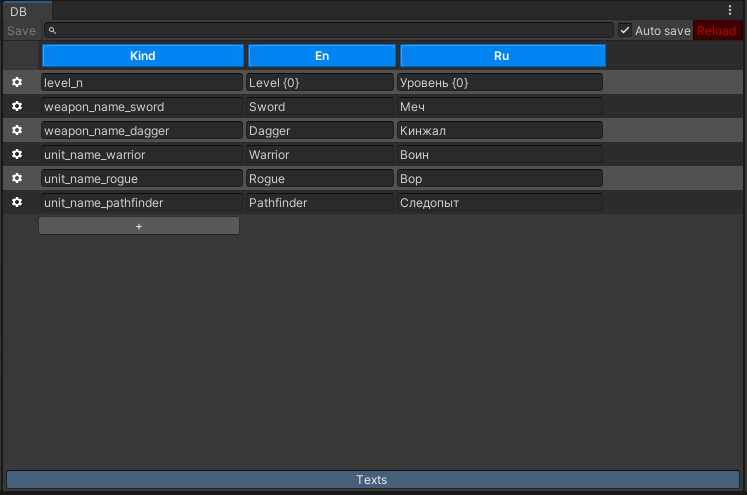 DB
Save Auto save Reload
Kind En Ru
level_n Level {0} Уровень {0}
weapon_name_sword Sword Меч
weapon_name_dagger Dagger Кинжал
unit_name_warrior Warrior Воин
unit_name_rogue Rogue Вор
unit_name_pathfinder Pathfinder Следопыт
+
Texts